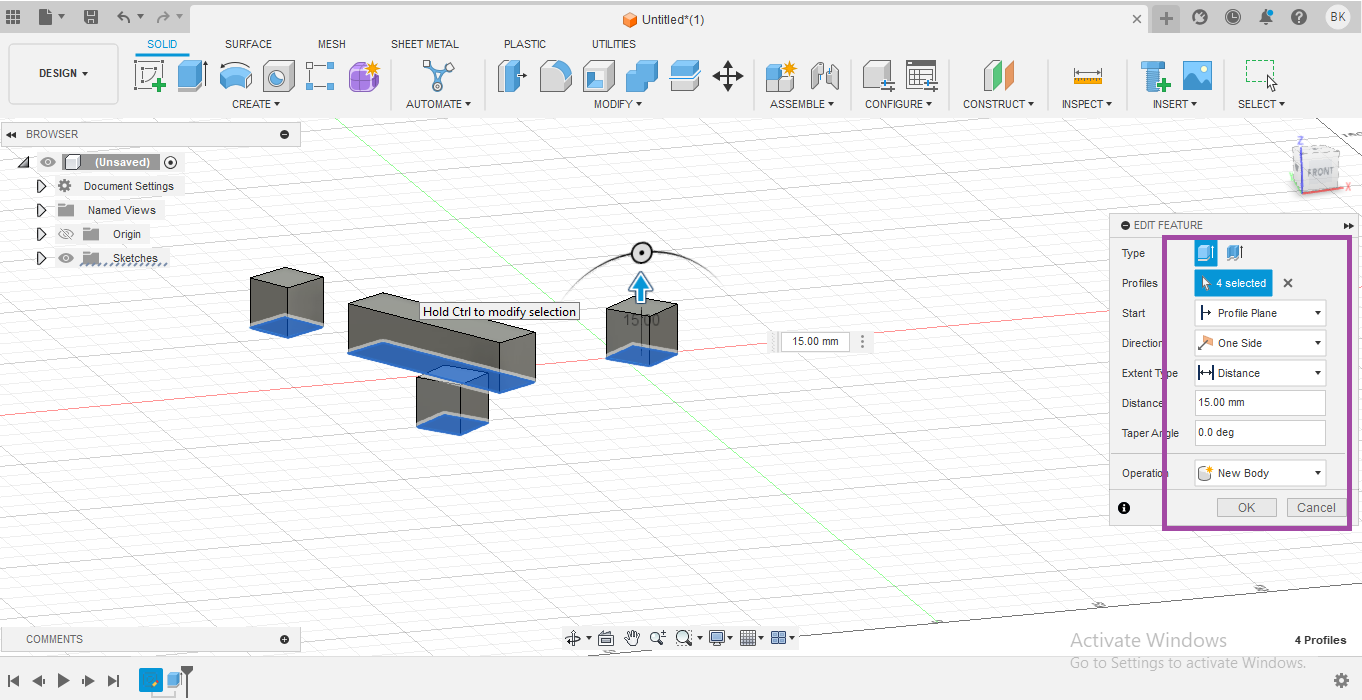 Untitled*(1)
BK
SOLID SURFACE MESH SHEET METAL PLASTIC UTILITIES
DESIGN
CREATE AUTOMATE MODIFY ASSEMBLE CONFIGURE CONSTRUCT INSPECT INSERT SELECT
BROWSER
(Unsaved)
Document Settings
Named Views
Origin
Sketches
Z
FRONT
X
EDIT FEATURE
Type
Profiles 4 selected
Start Profile Plane
Direction One Side
Extent Type Distance
Distance 15.00 mm
Taper Angle 0.0 deg
Operation New Body
OK Cancel
Hold Ctrl to modify selection
15.00
15.00 mm
COMMENTS
4 Profiles
Activate Windows
Go to Settings to activate Windows.